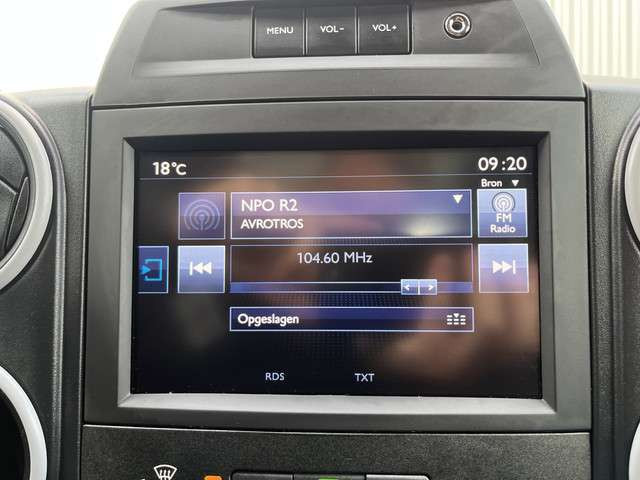 MENU VOL- VOL+
18°C 09:20
Bron
NPO R2
AVROTROS
FM
Radio
104.60 MHz
Opgeslagen
RDS TXT